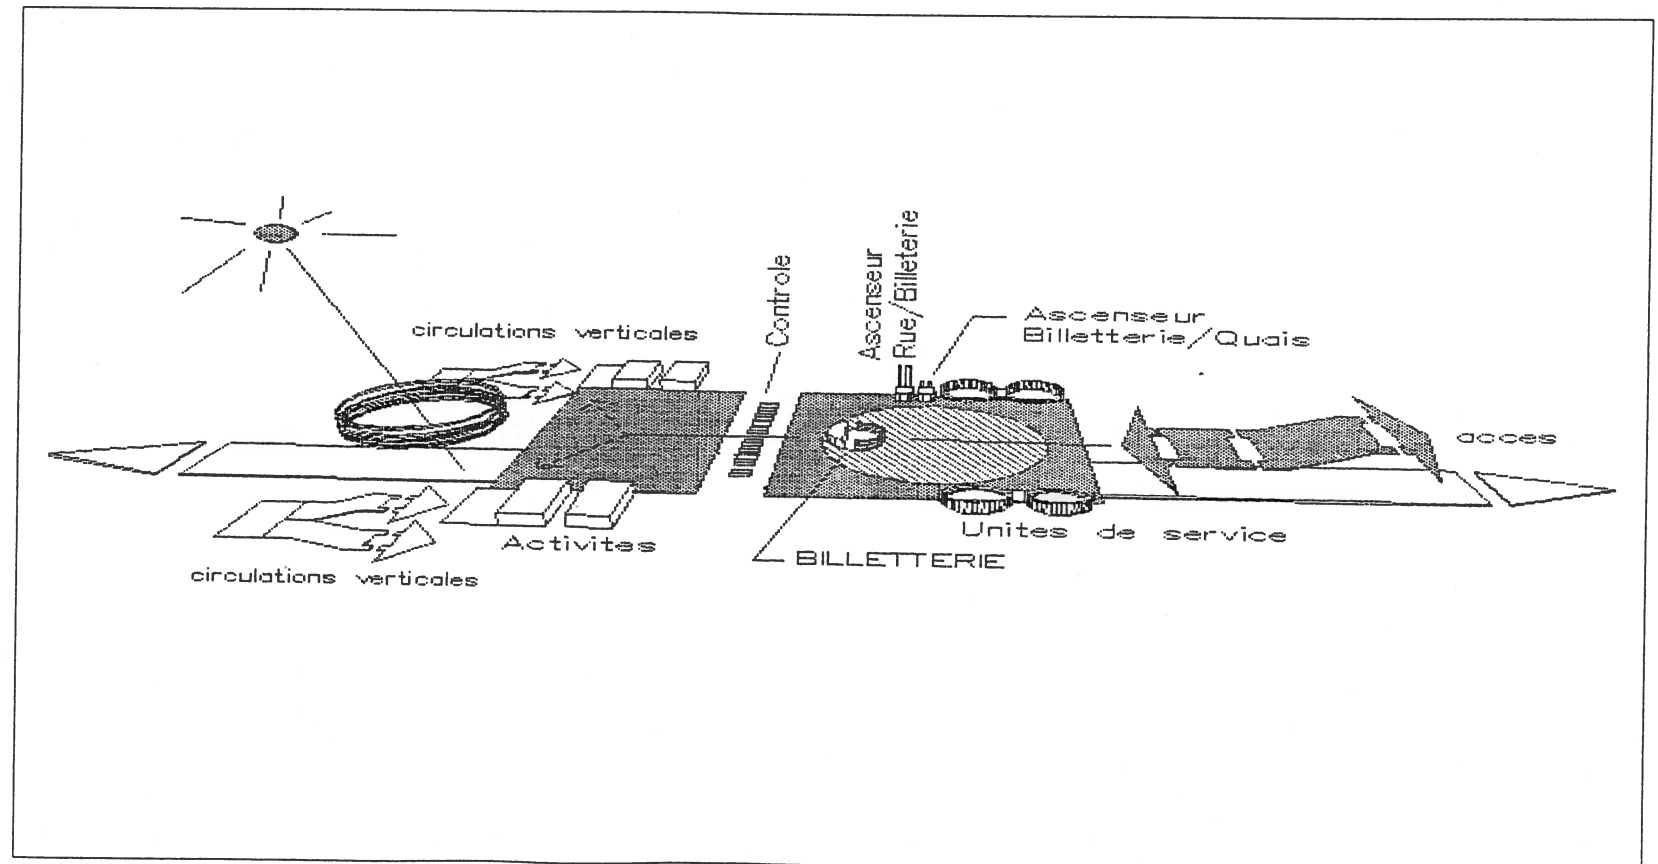 circulations verticales
Controle
Ascenseur
Rue/Billeterie
Ascenseur
Billetterie/Quais
acces
Activites
Unites de service
BILLETTERIE
circulations verticales